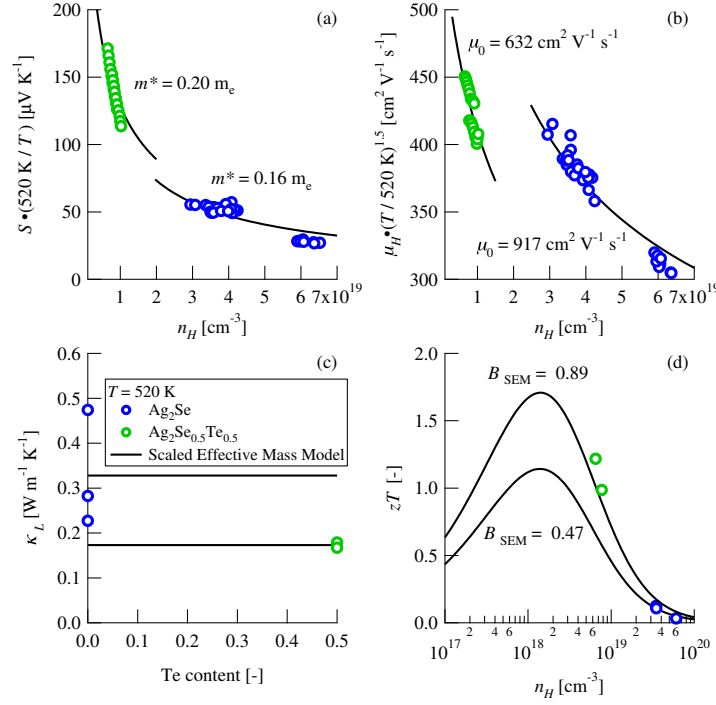 (a)
200
150
100
50
0
S•(520 K / T) [µV K⁻¹]
m* = 0.20 mₑ
m* = 0.16 mₑ
1 2 3 4 5 6 7x10¹⁹
n_H [cm⁻³]
(b)
500
450
400
350
300
µ_H•(T / 520 K)^1.5 [cm² V⁻¹ s⁻¹]
µ₀ = 632 cm² V⁻¹ s⁻¹
µ₀ = 917 cm² V⁻¹ s⁻¹
0 1 2 3 4 5 6 7x10¹⁹
n_H [cm⁻³]
(c)
0.6
0.5
0.4
0.3
0.2
0.1
0.0
κ_L [W m⁻¹ K⁻¹]
T = 520 K
Ag₂Se
Ag₂Se₀.₅Te₀.₅
Scaled Effective Mass Model
0.0 0.1 0.2 0.3 0.4 0.5
Te content [-]
(d)
2.0
1.5
1.0
0.5
0.0
zT [-]
B_SEM = 0.89
B_SEM = 0.47
10¹⁷ 2 4 6 10¹⁸ 2 4 6 10¹⁹ 2 4 6 10²⁰
n_H [cm⁻³]